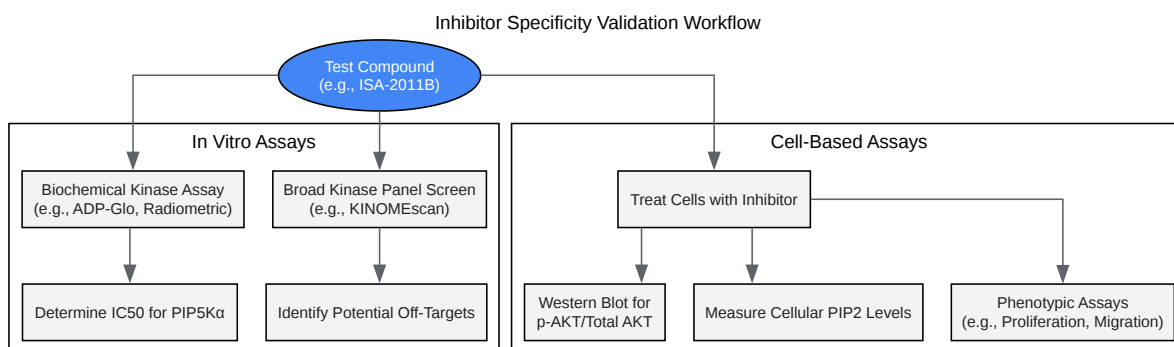 Inhibitor Specificity Validation Workflow
Test Compound
(e.g., ISA-2011B)
In Vitro Assays
Biochemical Kinase Assay
(e.g., ADP-Glo, Radiometric)
Broad Kinase Panel Screen
(e.g., KINOMEscan)
Determine IC50 for PIP5Kα
Identify Potential Off-Targets
Cell-Based Assays
Treat Cells with Inhibitor
Western Blot for
p-AKT/Total AKT
Measure Cellular PIP2 Levels
Phenotypic Assays
(e.g., Proliferation, Migration)